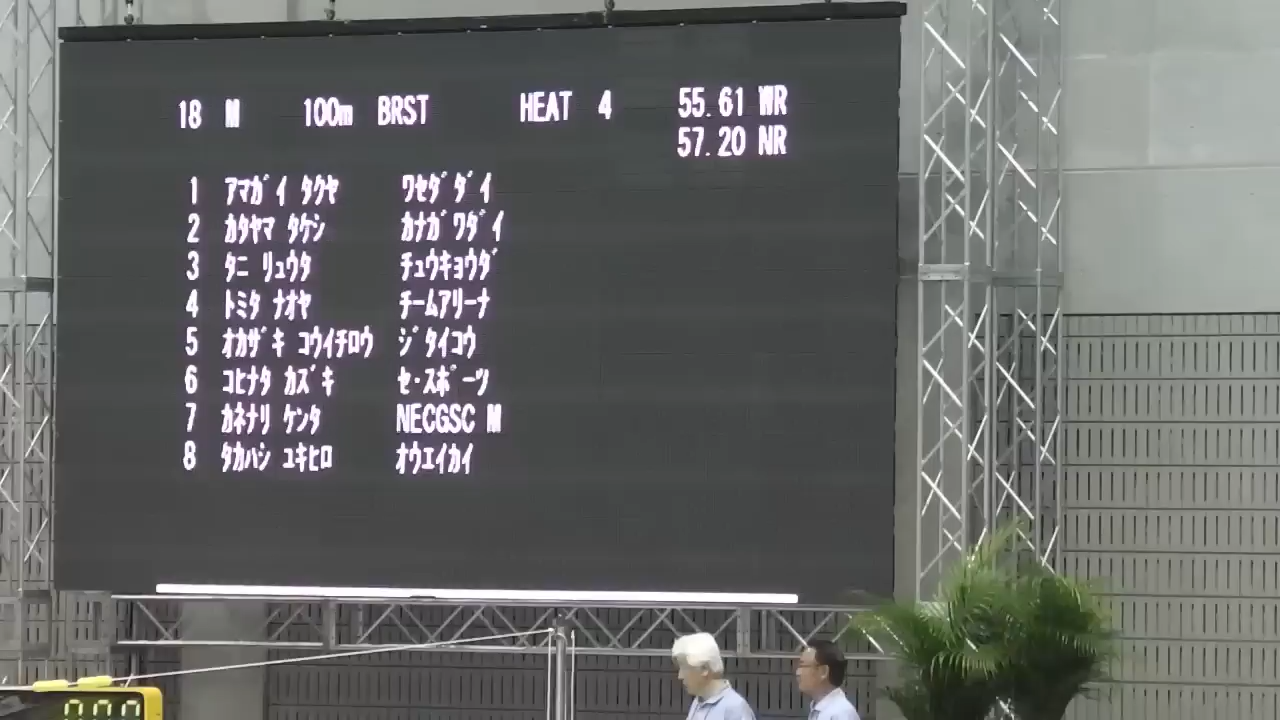 18 M 100m BRST HEAT 4 55.61 WR
57.20 NR
1 アマガイ タクヤ ワセダダイ
2 カタヤマ タケシ カナガワダイ
3 タニ リュウタ チュウキョウダ
4 トミタ ナオヤ チームアリーナ
5 オカザキ コウイチロウ ジタイコウ
6 コヒナタ カズキ セ・スポーツ
7 カネナリ ケンタ NECGSC M
8 タカハシ ユキヒロ オウエイカイ
000